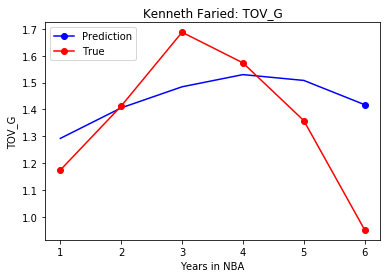 Kenneth Faried: TOV_G
Prediction
True
1.7
1.6
1.5
1.4
1.3
1.2
1.1
1.0
TOV_G
1 2 3 4 5 6
Years in NBA